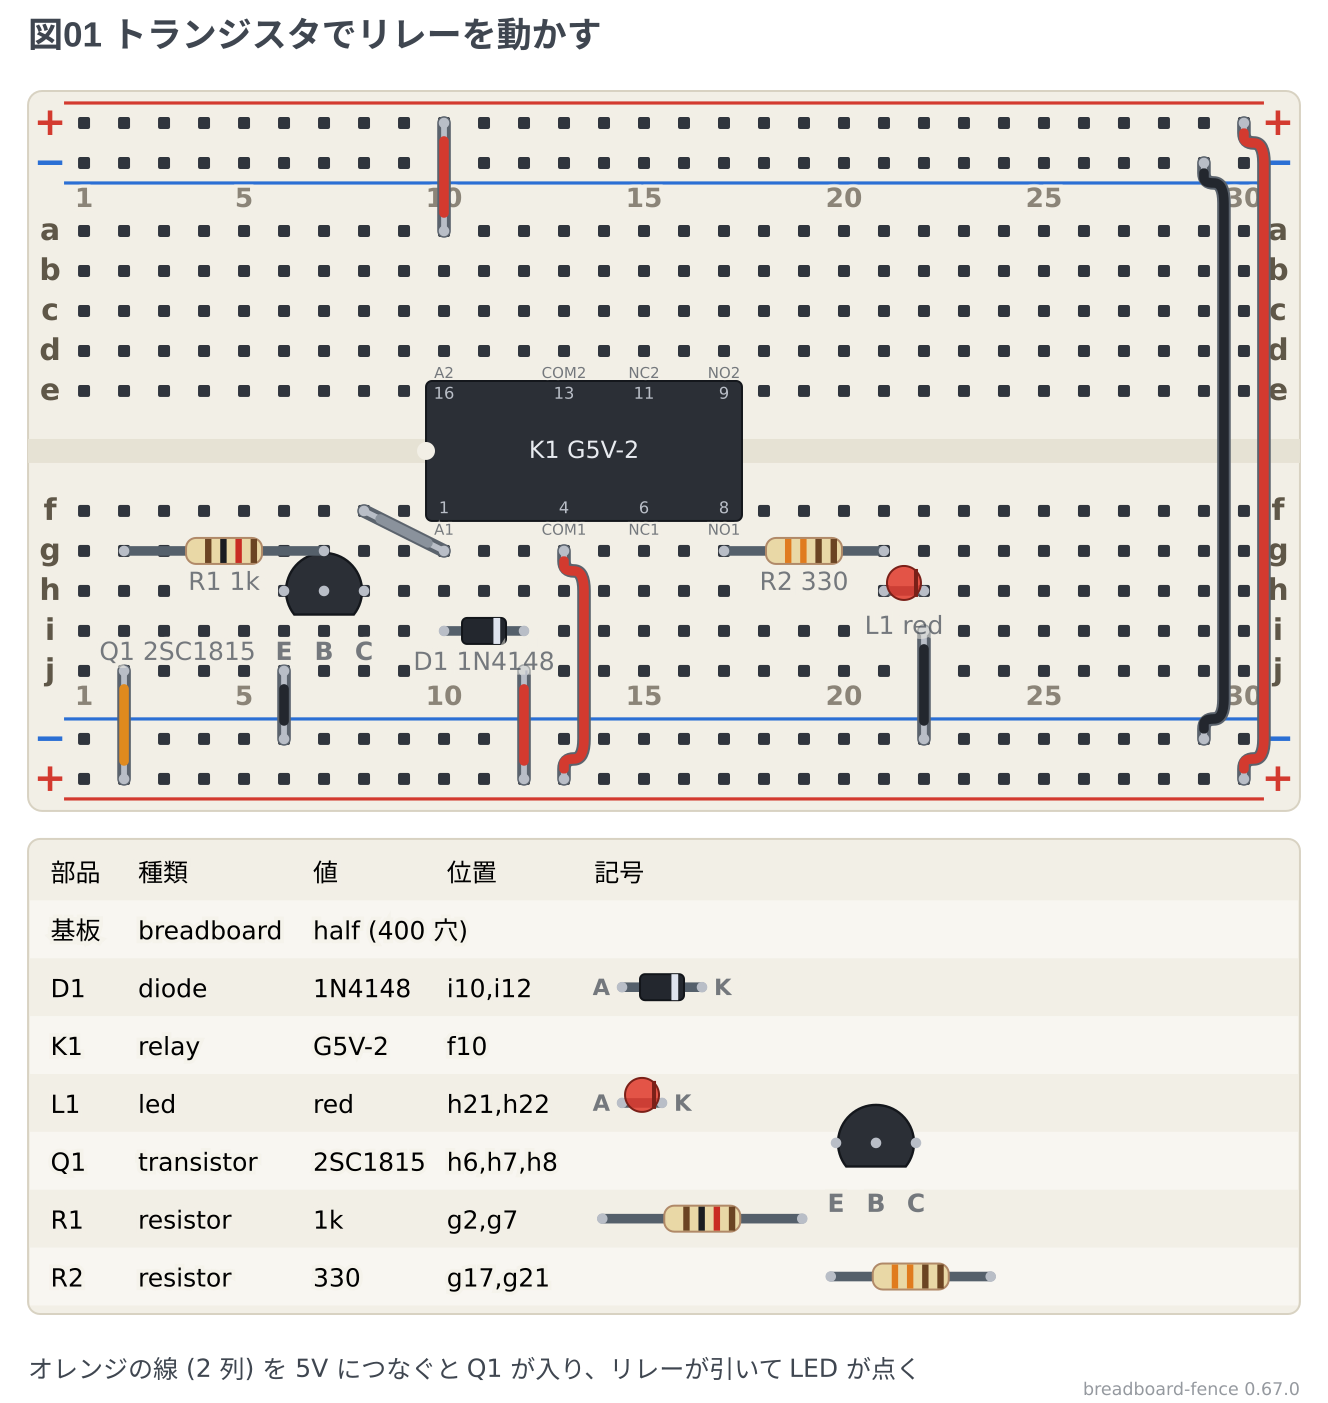 図01 トランジスタでリレーを動かす
+ +
− −
1 5 10 15 20 25 30
a a
b b
c c
d d
e e
A2 COM2 NC2 NO2
16 13 11 9
K1 G5V-2
1 4 6 8
A1 COM1 NC1 NO1
f f
g g
R1 1k R2 330
h h
i i
L1 red
Q1 2SC1815 E B C
D1 1N4148
j j
1 5 10 15 20 25 30
− −
+ +
部品 種類 値 位置 記号
基板 breadboard half (400 穴)
D1 diode 1N4148 i10,i12 A K
K1 relay G5V-2 f10
L1 led red h21,h22 A K
Q1 transistor 2SC1815 h6,h7,h8
E B C
R1 resistor 1k g2,g7
R2 resistor 330 g17,g21
オレンジの線 (2 列) を 5V につなぐと Q1 が入り、リレーが引いて LED が点く
breadboard-fence 0.67.0